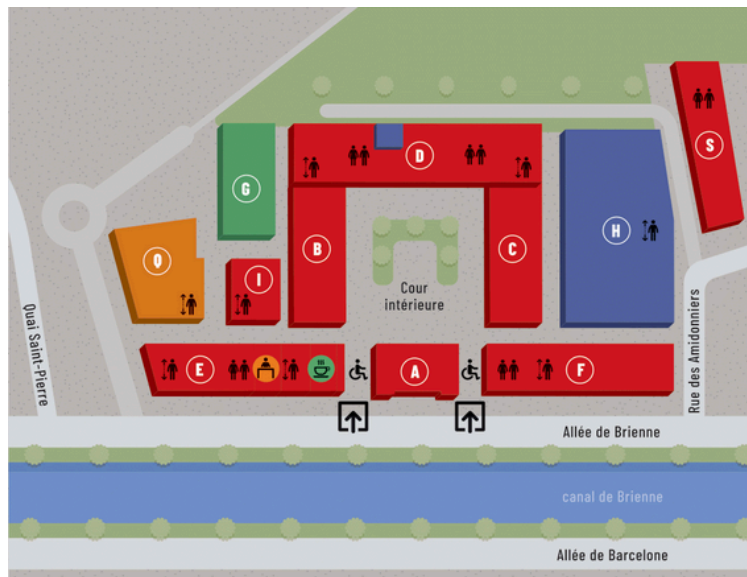 S
D
G
H
B
C
Q
I
Cour
intérieure
Quai Saint-Pierre
Rue des Amidonniers
E
A
F
Allée de Brienne
canal de Brienne
Allée de Barcelone